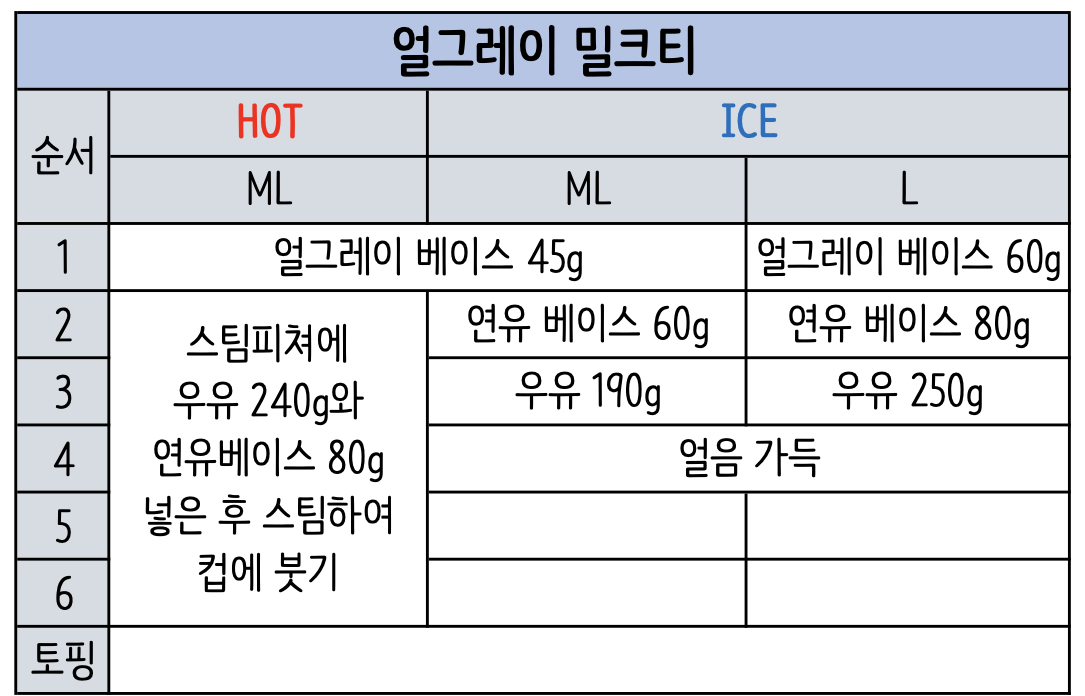 얼그레이 밀크티
순서
HOT
ICE
ML
ML
L
1
얼그레이 베이스 45g
얼그레이 베이스 60g
2
스팀피쳐에
우유 240g와
연유베이스 80g
넣은 후 스팀하여
컵에 붓기
연유 베이스 60g
연유 베이스 80g
3
우유 190g
우유 250g
4
얼음 가득
5
6
토핑